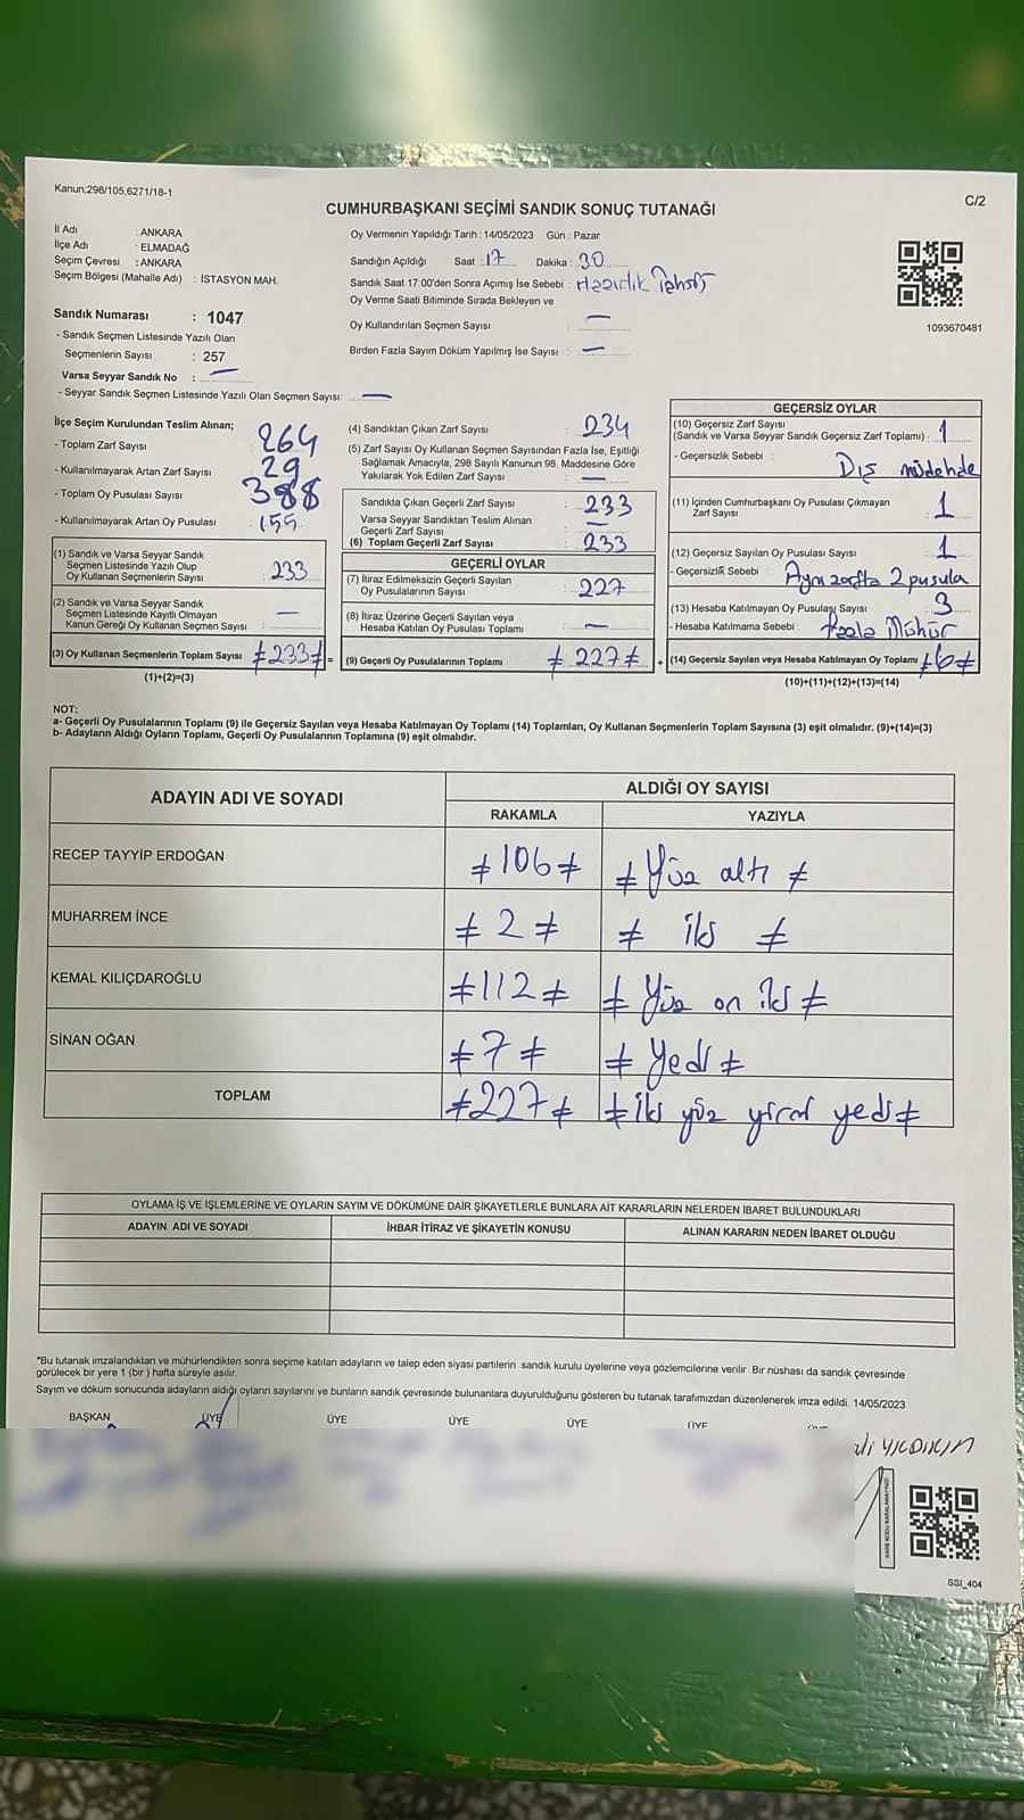 Kanun;298/105,6271/18-1
C/2
CUMHURBAŞKANI SEÇİMİ SANDIK SONUÇ TUTANAĞI
İl Adı : ANKARA
İlçe Adı : ELMADAĞ
Seçim Çevresi : ANKARA
Seçim Bölgesi (Mahalle Adı) : İSTASYON MAH.
Sandık Numarası : 1047
- Sandık Seçmen Listesinde Yazılı Olan
Seçmenlerin Sayısı : 257
Varsa Seyyar Sandık No : —
- Seyyar Sandık Seçmen Listesinde Yazılı Olan Seçmen Sayısı: —
Oy Vermenin Yapıldığı Tarih : 14/05/2023 Gün : Pazar
Sandığın Açıldığı Saat : 17 Dakika : 30
Sandık Saat 17:00'den Sonra Açımış İse Sebebi : Hazırlık
Oy Verme Saati Bitiminde Sırada Bekleyen ve
Oy Kullandırılan Seçmen Sayısı : —
Birden Fazla Sayım Döküm Yapılmış İse Sayısı : —
1093670481
İlçe Seçim Kurulundan Teslim Alınan;
- Toplam Zarf Sayısı : 264
- Kullanılmayarak Artan Zarf Sayısı : 29
- Toplam Oy Pusulası Sayısı : 388
- Kullanılmayarak Artan Oy Pusulası : 155
(1) Sandık ve Varsa Seyyar Sandık
Seçmen Listesinde Yazılı Olup
Oy Kullanan Seçmenlerin Sayısı : 233
(2) Sandık ve Varsa Seyyar Sandık
Seçmen Listesinde Kayıtlı Olmayan
Kanun Gereği Oy Kullanan Seçmen Sayısı : —
(3) Oy Kullanan Seçmenlerin Toplam Sayısı ≠233≠ =
(1)+(2)=(3)
(4) Sandıktan Çıkan Zarf Sayısı : 234
(5) Zarf Sayısı Oy Kullanan Seçmen Sayısından Fazla İse, Eşitliği
Sağlamak Amacıyla, 298 Sayılı Kanunun 98. Maddesine Göre
Yakılarak Yok Edilen Zarf Sayısı : —
Sandıkta Çıkan Geçerli Zarf Sayısı : 233
Varsa Seyyar Sandıktan Teslim Alınan
Geçerli Zarf Sayısı : —
(6) Toplam Geçerli Zarf Sayısı : 233
GEÇERLİ OYLAR
(7) İtiraz Edilmeksizin Geçerli Sayılan
Oy Pusulalarının Sayısı : 227
(8) İtiraz Üzerine Geçerli Sayılan veya
Hesaba Katılan Oy Pusulası Toplamı : —
(9) Geçerli Oy Pusulalarının Toplamı ≠ 227≠ +
GEÇERSİZ OYLAR
(10) Geçersiz Zarf Sayısı
(Sandık ve Varsa Seyyar Sandık Geçersiz Zarf Toplamı) : 1
- Geçersizlik Sebebi : Dış müdehde
(11) İçinden Cumhurbaşkanı Oy Pusulası Çıkmayan
Zarf Sayısı : 1
(12) Geçersiz Sayılan Oy Pusulası Sayısı : 1
- Geçersizlik Sebebi : Aynı zarfta 2 pusula
(13) Hesaba Katılmayan Oy Pusulası Sayısı : 3
- Hesaba Katılmama Sebebi : Fazla Mühür
(14) Geçersiz Sayılan veya Hesaba Katılmayan Oy Toplamı ≠6≠
(10)+(11)+(12)+(13)=(14)
NOT:
a- Geçerli Oy Pusulalarının Toplamı (9) ile Geçersiz Sayılan veya Hesaba Katılmayan Oy Toplamı (14) Toplamları, Oy Kullanan Seçmenlerin Toplam Sayısına (3) eşit olmalıdır. (9)+(14)=(3)
b- Adayların Aldığı Oyların Toplamı, Geçerli Oy Pusulalarının Toplamına (9) eşit olmalıdır.
ADAYIN ADI VE SOYADI
ALDIĞI OY SAYISI
RAKAMLA YAZIYLA
RECEP TAYYİP ERDOĞAN ≠106≠ ≠Yüz altı≠
MUHARREM İNCE ≠ 2 ≠ ≠ iki ≠
KEMAL KILIÇDAROĞLU ≠112≠ ≠ Yüz on iki ≠
SİNAN OĞAN ≠7≠ ≠ Yedi ≠
TOPLAM ≠227≠ ≠iki yüz yirmi yedi≠
OYLAMA İŞ VE İŞLEMLERİNE VE OYLARIN SAYIM VE DÖKÜMÜNE DAİR ŞİKAYETLERLE BUNLARA AİT KARARLARIN NELERDEN İBARET BULUNDUKLARI
ADAYIN ADI VE SOYADI İHBAR İTİRAZ VE ŞİKAYETİN KONUSU ALINAN KARARIN NEDEN İBARET OLDUĞU
*Bu tutanak imzalandıktan ve mühürlendikten sonra seçime katılan adayların ve talep eden siyasi partilerin sandık kurulu üyelerine veya gözlemcilerine verilir. Bir nüshası da sandık çevresinde
görülecek bir yere 1 (bir ) hafta süreyle asılır.
Sayım ve döküm sonucunda adayların aldığı oyların sayılarını ve bunların sandık çevresinde bulunanlara duyurulduğunu gösteren bu tutanak tarafımızdan düzenlenerek imza edildi. 14/05/2023
BAŞKAN ÜYE ÜYE ÜYE ÜYE ÜYE
YILDIRIM
SSI_404